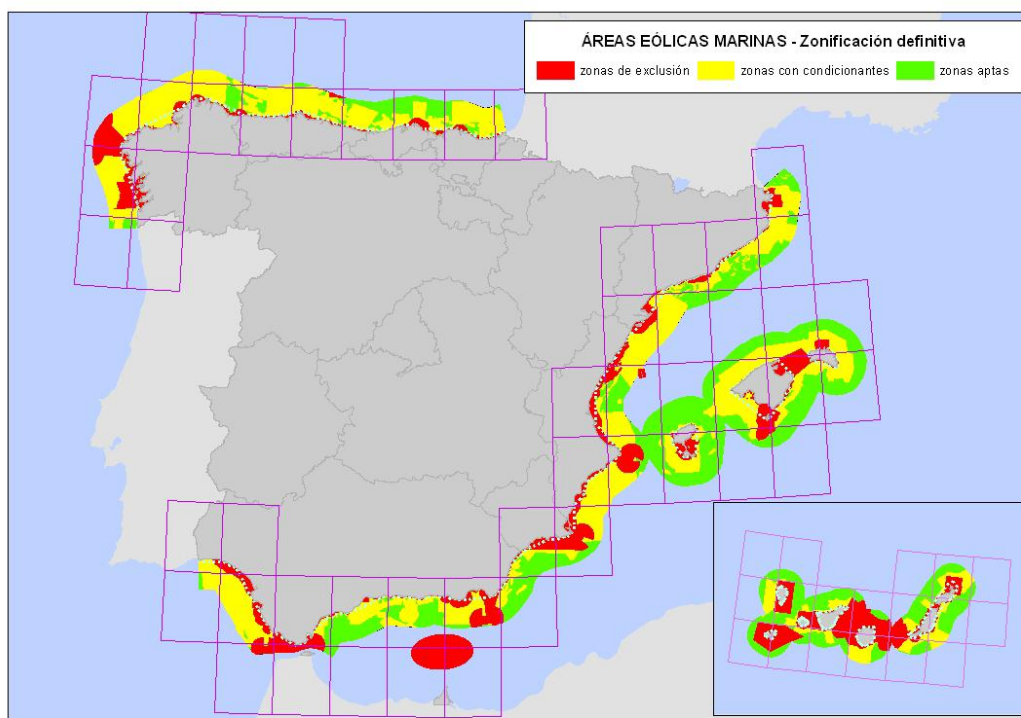 ÁREAS EÓLICAS MARINAS - Zonificación definitiva
zonas de exclusión zonas con condicionantes zonas aptas